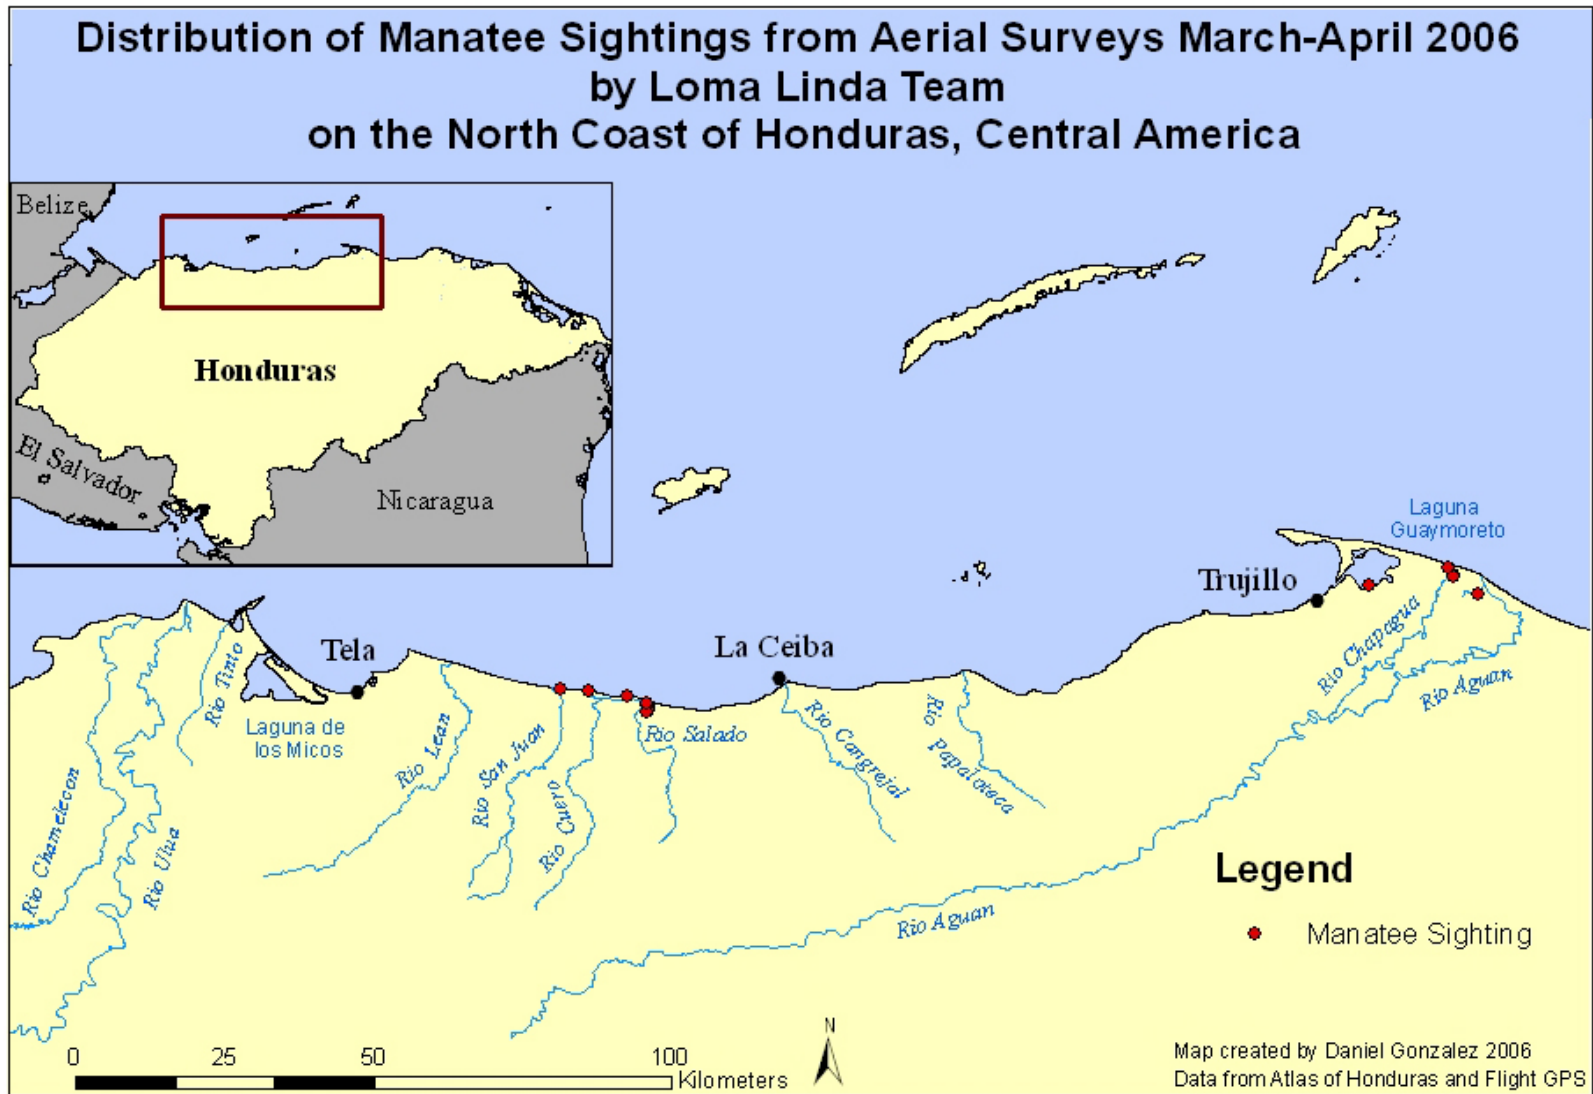 Distribution of Manatee Sightings from Aerial Surveys March-April 2006
by Loma Linda Team
on the North Coast of Honduras, Central America
Belize
Honduras
El Salvador
Nicaragua
Laguna
Guaymoreto
Trujillo
Tela
La Ceiba
Rio Chapagua
Rio Aguan
Rio Tinto
Laguna de
los Micos
Rio Lean
Rio San Juan
Rio Cuero
Rio Salado
Rio Cangrejal
Rio Papaloteca
Rio Chamelecon
Rio Ulua
Rio Aguan
Legend
Manatee Sighting
N
0 25 50 100
Kilometers
Map created by Daniel Gonzalez 2006
Data from Atlas of Honduras and Flight GPS